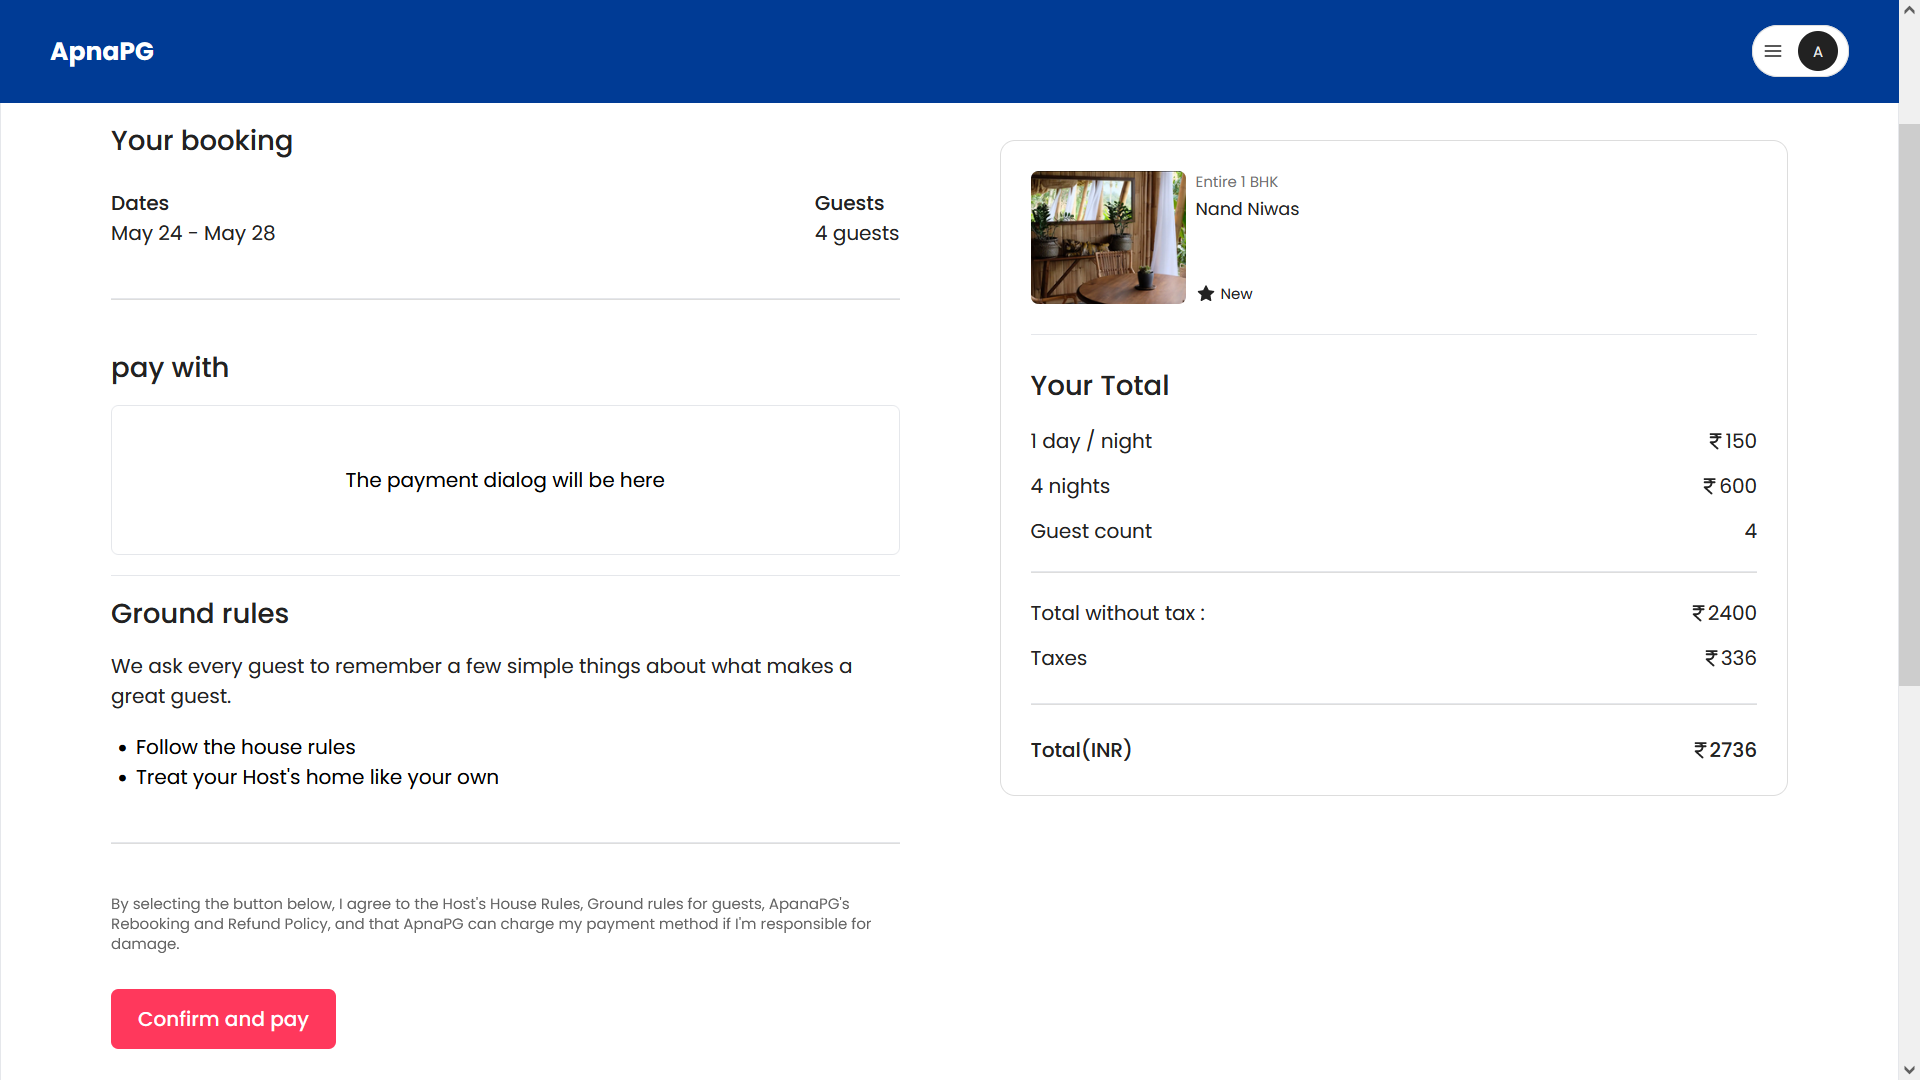 ApnaPG
A
Your booking
Dates
May 24 - May 28
Guests
4 guests
pay with
The payment dialog will be here
Ground rules
We ask every guest to remember a few simple things about what makes a
great guest.
• Follow the house rules
• Treat your Host's home like your own
By selecting the button below, I agree to the Host's House Rules, Ground rules for guests, ApanaPG's
Rebooking and Refund Policy, and that ApnaPG can charge my payment method if I'm responsible for
damage.
Confirm and pay
Entire 1 BHK
Nand Niwas
★ New
Your Total
1 day / night ₹150
4 nights ₹600
Guest count 4
Total without tax : ₹2400
Taxes ₹336
Total(INR) ₹2736